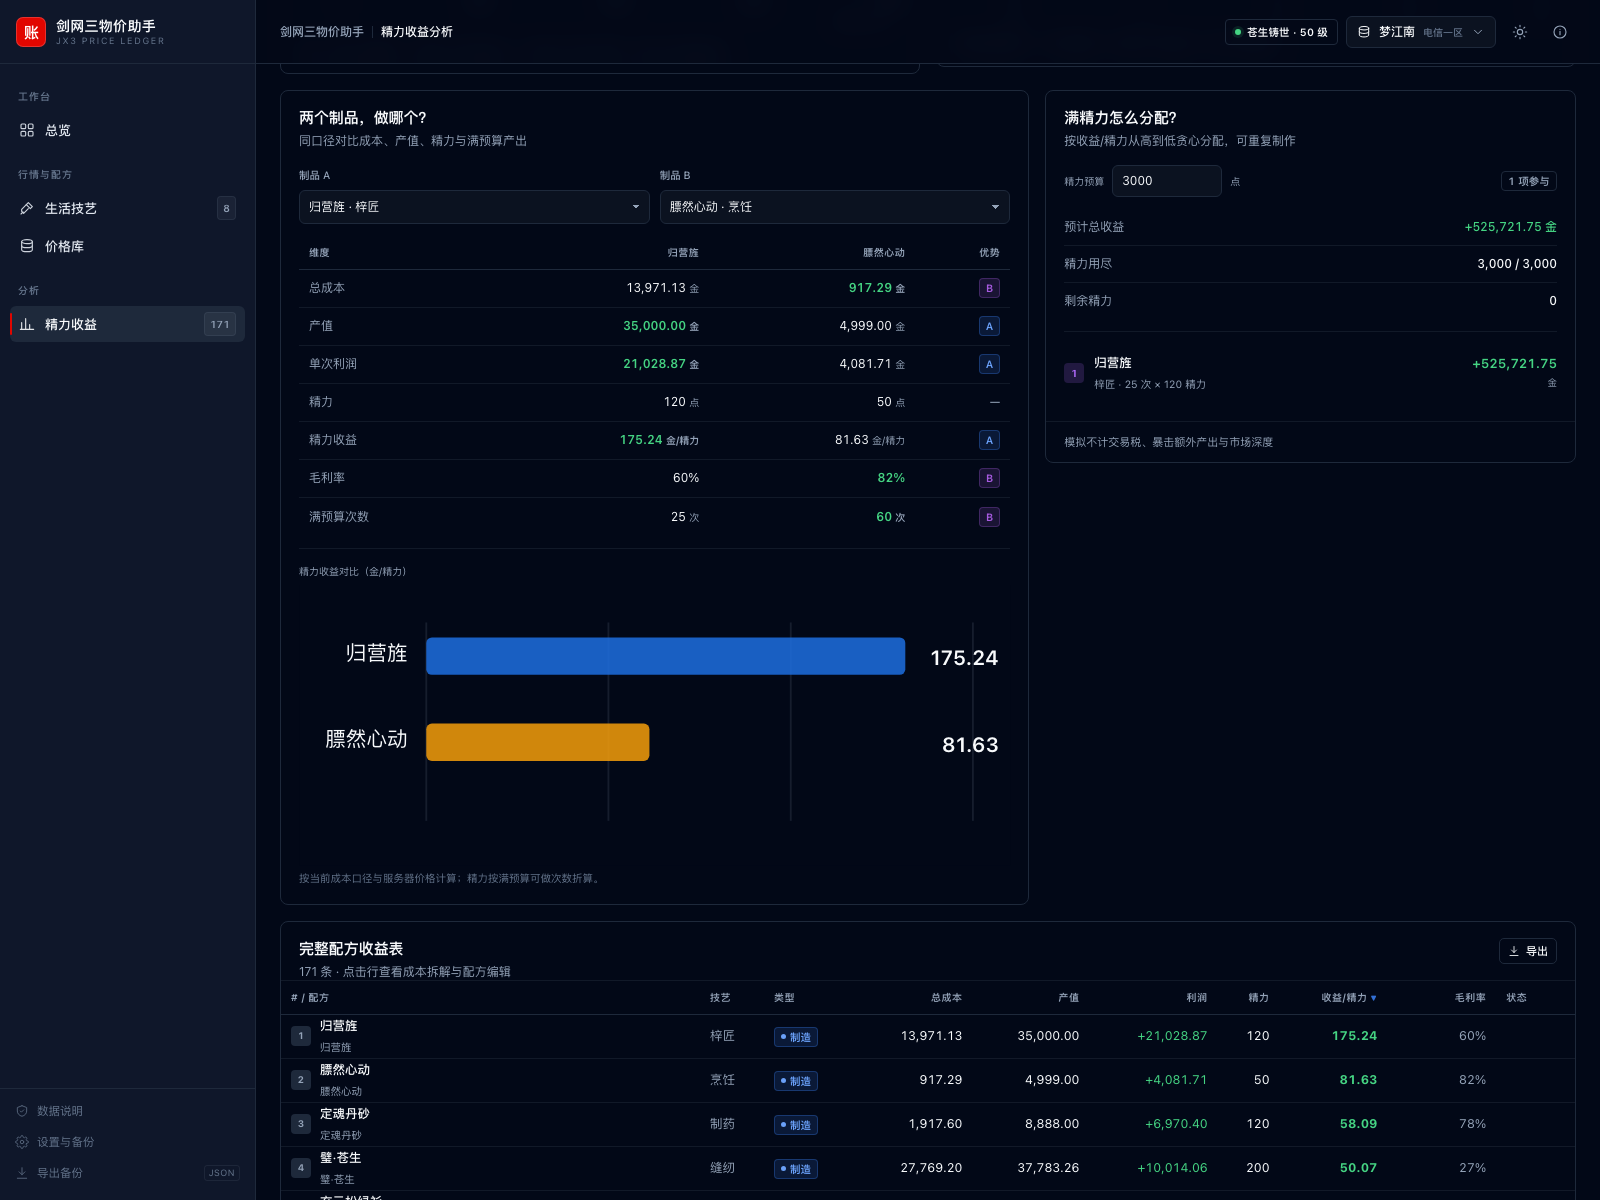 账
剑网三物价助手
JX3 PRICE LEDGER
剑网三物价助手
精力收益分析
苍生铸世 · 50 级
梦江南 电信一区
工作台
总览
行情与配方
生活技艺
8
价格库
分析
精力收益
171
数据说明
设置与备份
导出备份
JSON
两个制品，做哪个？
同口径对比成本、产值、精力与满预算产出
制品 A
制品 B
归营旌 · 梓匠
膘然心动 · 烹饪
维度 归营旌 膘然心动 优势
总成本 13,971.13 金 917.29 金 B
产值 35,000.00 金 4,999.00 金 A
单次利润 21,028.87 金 4,081.71 金 A
精力 120 点 50 点 —
精力收益 175.24 金/精力 81.63 金/精力 A
毛利率 60% 82% B
满预算次数 25 次 60 次 B
精力收益对比（金/精力）
归营旌 175.24
膘然心动 81.63
按当前成本口径与服务器价格计算；精力按满预算可做次数折算。
满精力怎么分配？
按收益/精力从高到低贪心分配，可重复制作
精力预算 3000 点 1 项参与
预计总收益 +525,721.75 金
精力用尽 3,000 / 3,000
剩余精力 0
1 归营旌 +525,721.75
梓匠 · 25 次 × 120 精力 金
模拟不计交易税、暴击额外产出与市场深度
完整配方收益表
171 条 · 点击行查看成本拆解与配方编辑
导出
# / 配方 技艺 类型 总成本 产值 利润 精力 收益/精力 ▼ 毛利率 状态
1 归营旌 梓匠 制造 13,971.13 35,000.00 +21,028.87 120 175.24 60%
归营旌
2 膘然心动 烹饪 制造 917.29 4,999.00 +4,081.71 50 81.63 82%
膘然心动
3 定魂丹砂 制药 制造 1,917.60 8,888.00 +6,970.40 120 58.09 78%
定魂丹砂
4 璧·苍生 缝纫 制造 27,769.20 37,783.26 +10,014.06 200 50.07 27%
璧·苍生